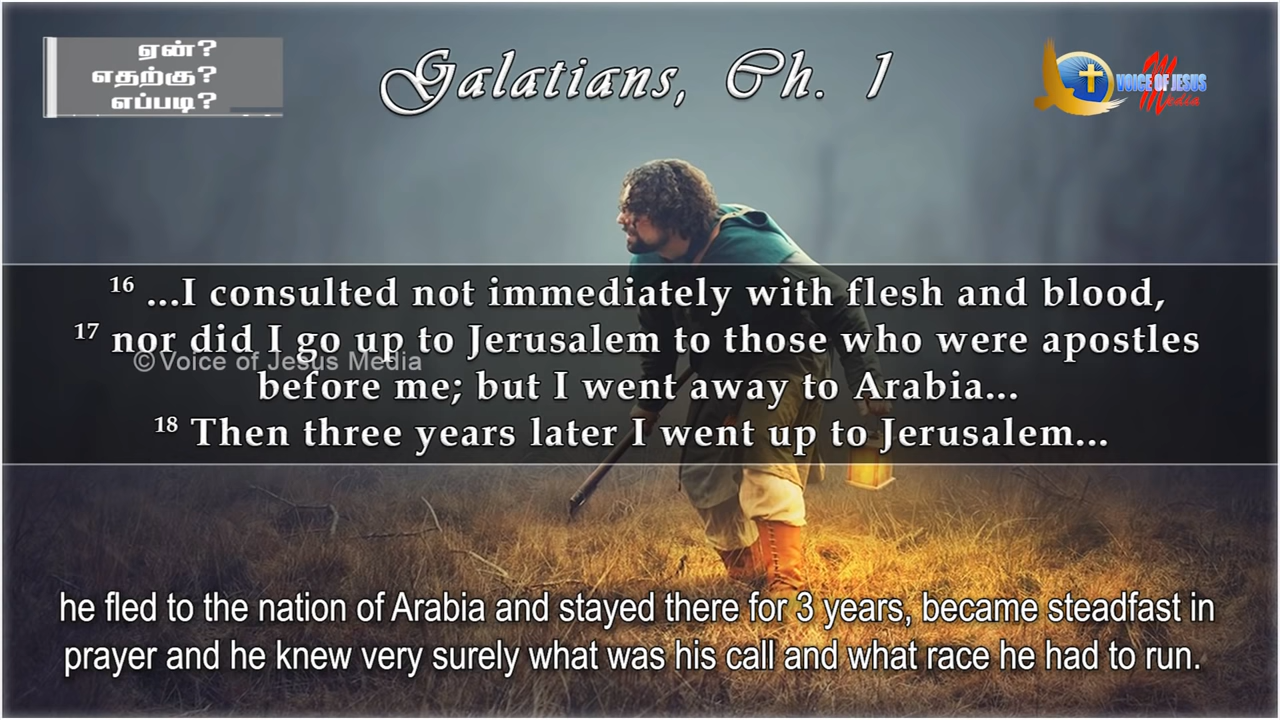 ஏன்?
எதற்கு?
எப்படி?
Galatians, Ch. 1
VOICE OF JESUS
Media
16 ...I consulted not immediately with flesh and blood,
17 nor did I go up to Jerusalem to those who were apostles
© Voice of Jesus Media
before me; but I went away to Arabia...
18 Then three years later I went up to Jerusalem...
he fled to the nation of Arabia and stayed there for 3 years, became steadfast in
prayer and he knew very surely what was his call and what race he had to run.